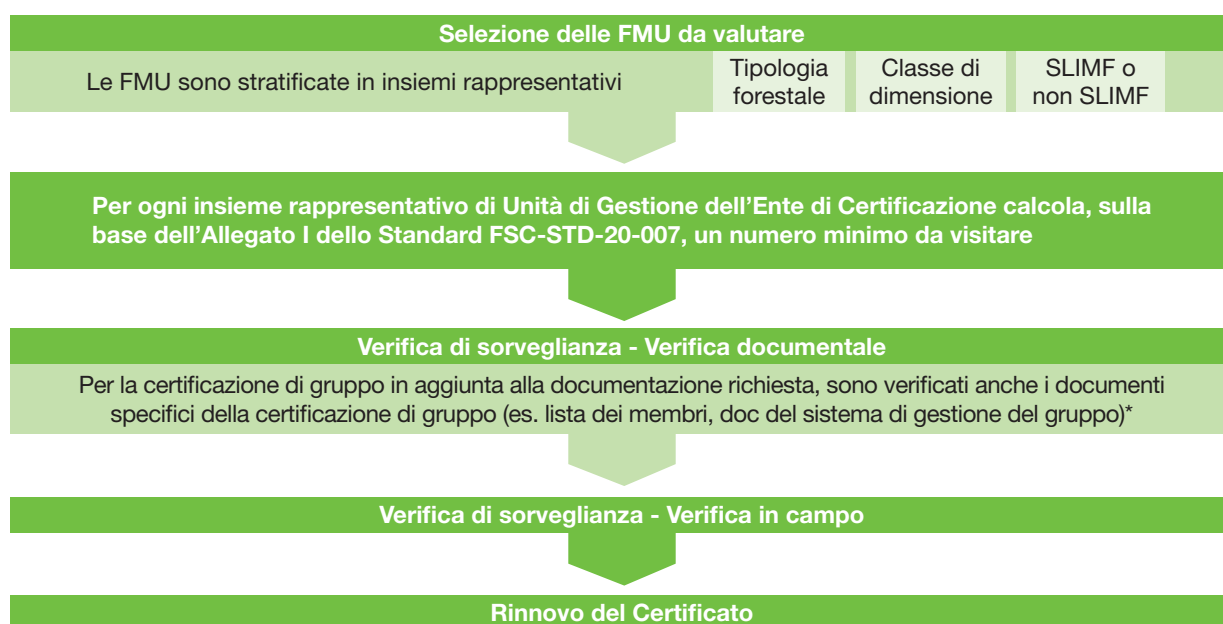 Selezione delle FMU da valutare
Le FMU sono stratificate in insiemi rappresentativi
Tipologia
forestale
Classe di
dimensione
SLIMF o
non SLIMF
Per ogni insieme rappresentativo di Unità di Gestione dell'Ente di Certificazione calcola, sulla
base dell'Allegato I dello Standard FSC-STD-20-007, un numero minimo da visitare
Verifica di sorveglianza - Verifica documentale
Per la certificazione di gruppo in aggiunta alla documentazione richiesta, sono verificati anche i documenti
specifici della certificazione di gruppo (es. lista dei membri, doc del sistema di gestione del gruppo)*
Verifica di sorveglianza - Verifica in campo
Rinnovo del Certificato